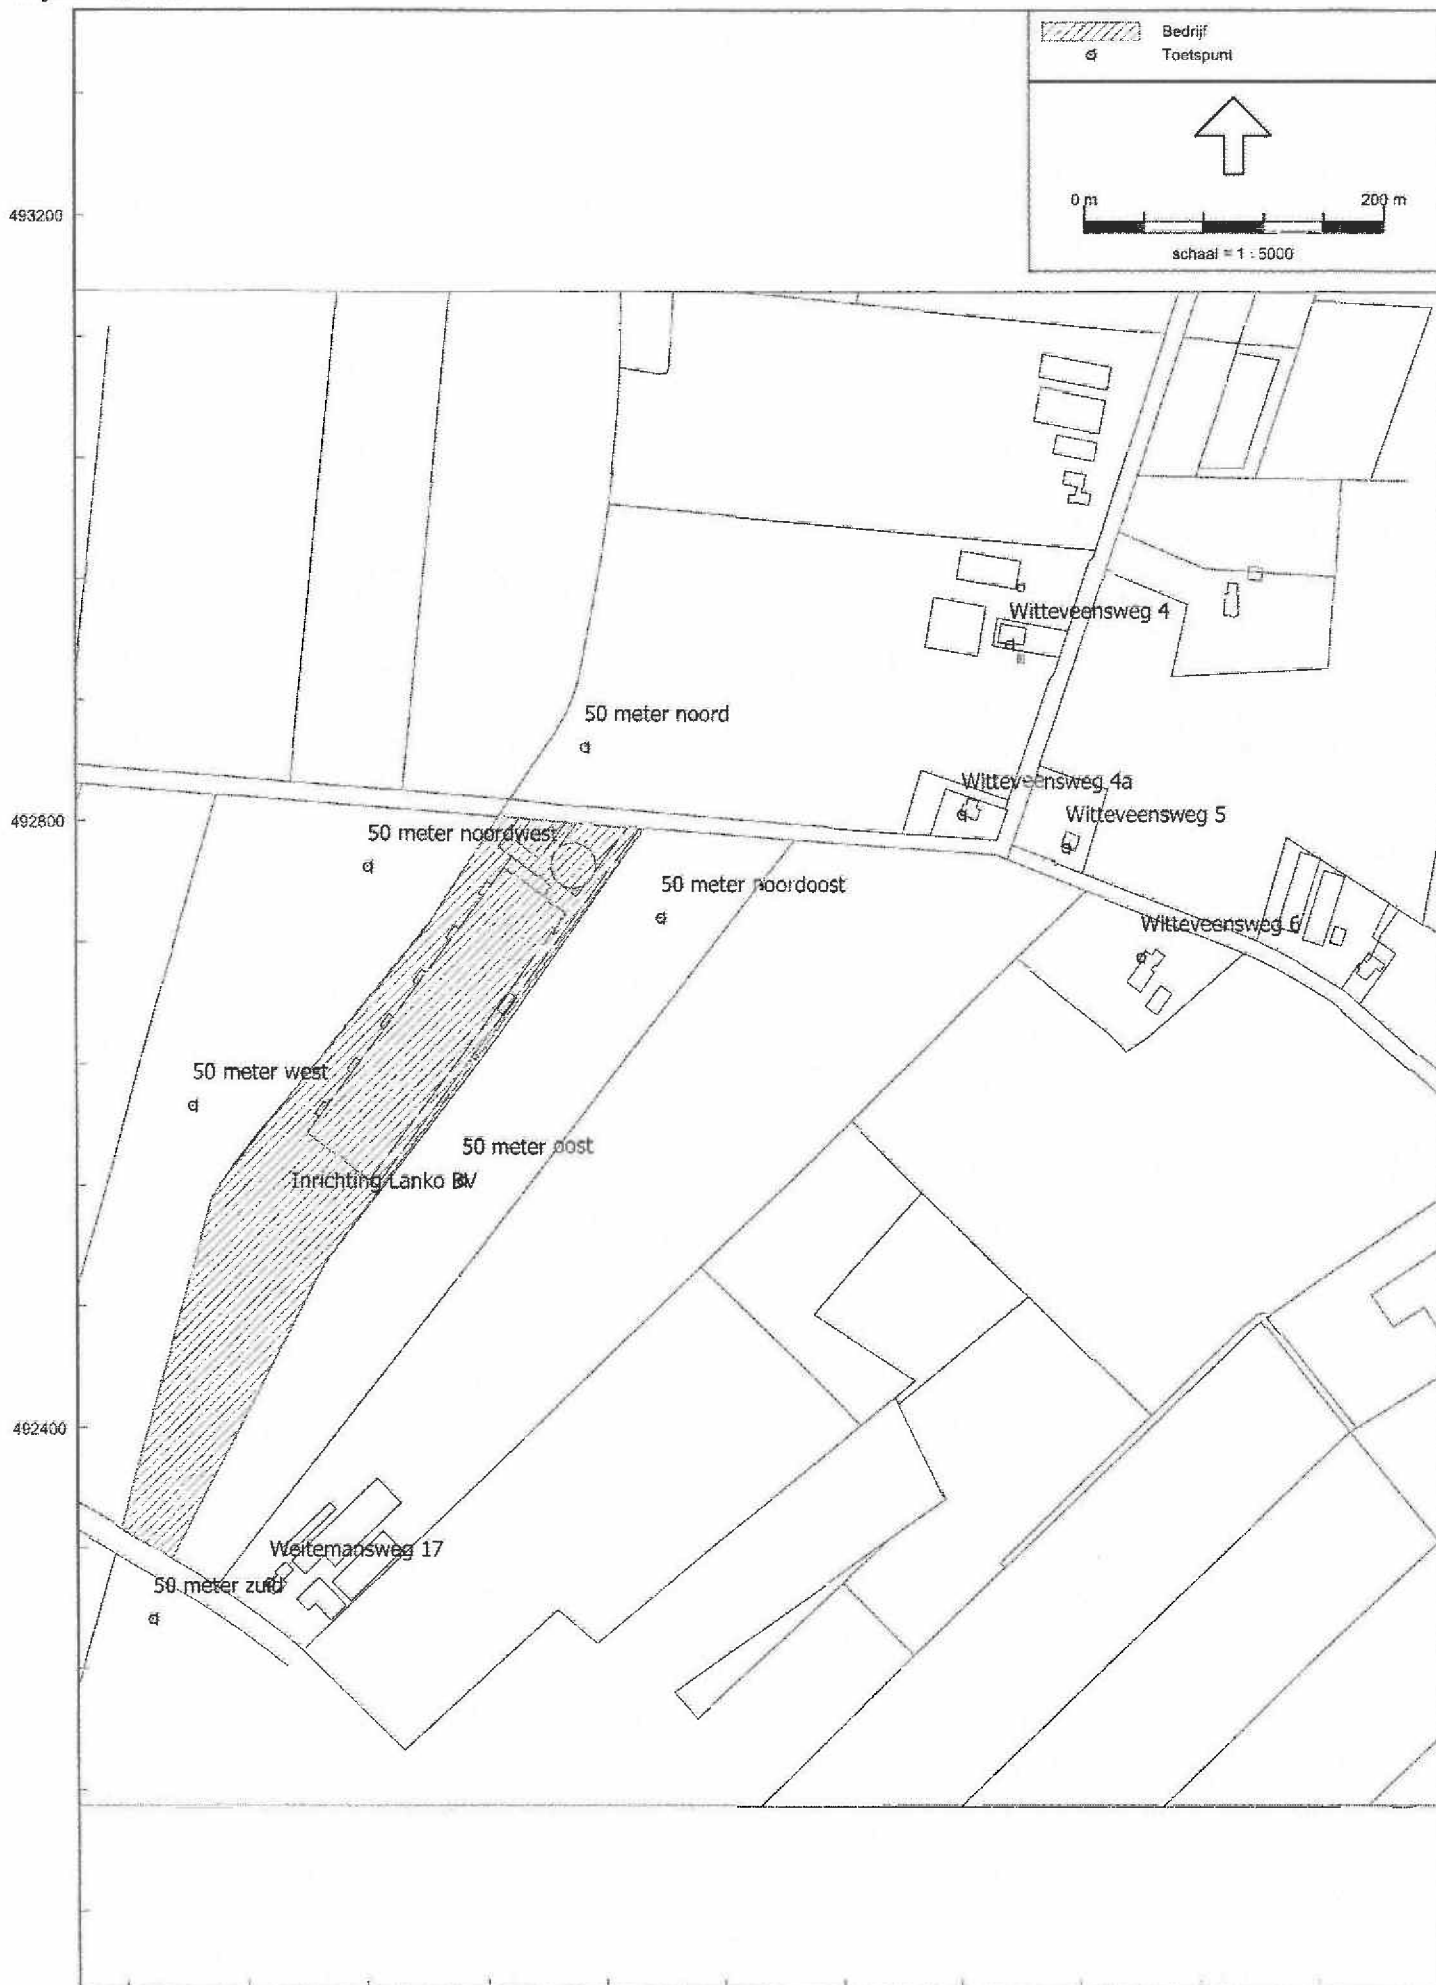 Bedrijf
Toetspunt
0 m 200 m
schaal = 1 : 5000
493200
Witteveensweg 4
50 meter noord
Witteveensweg 4a
492800
Witteveensweg 5
50 meter noordwest
50 meter noordoost
Witteveensweg 6
50 meter west
50 meter oost
Inrichting Lanko BV
492400
Weitemansweg 17
50 meter zuid